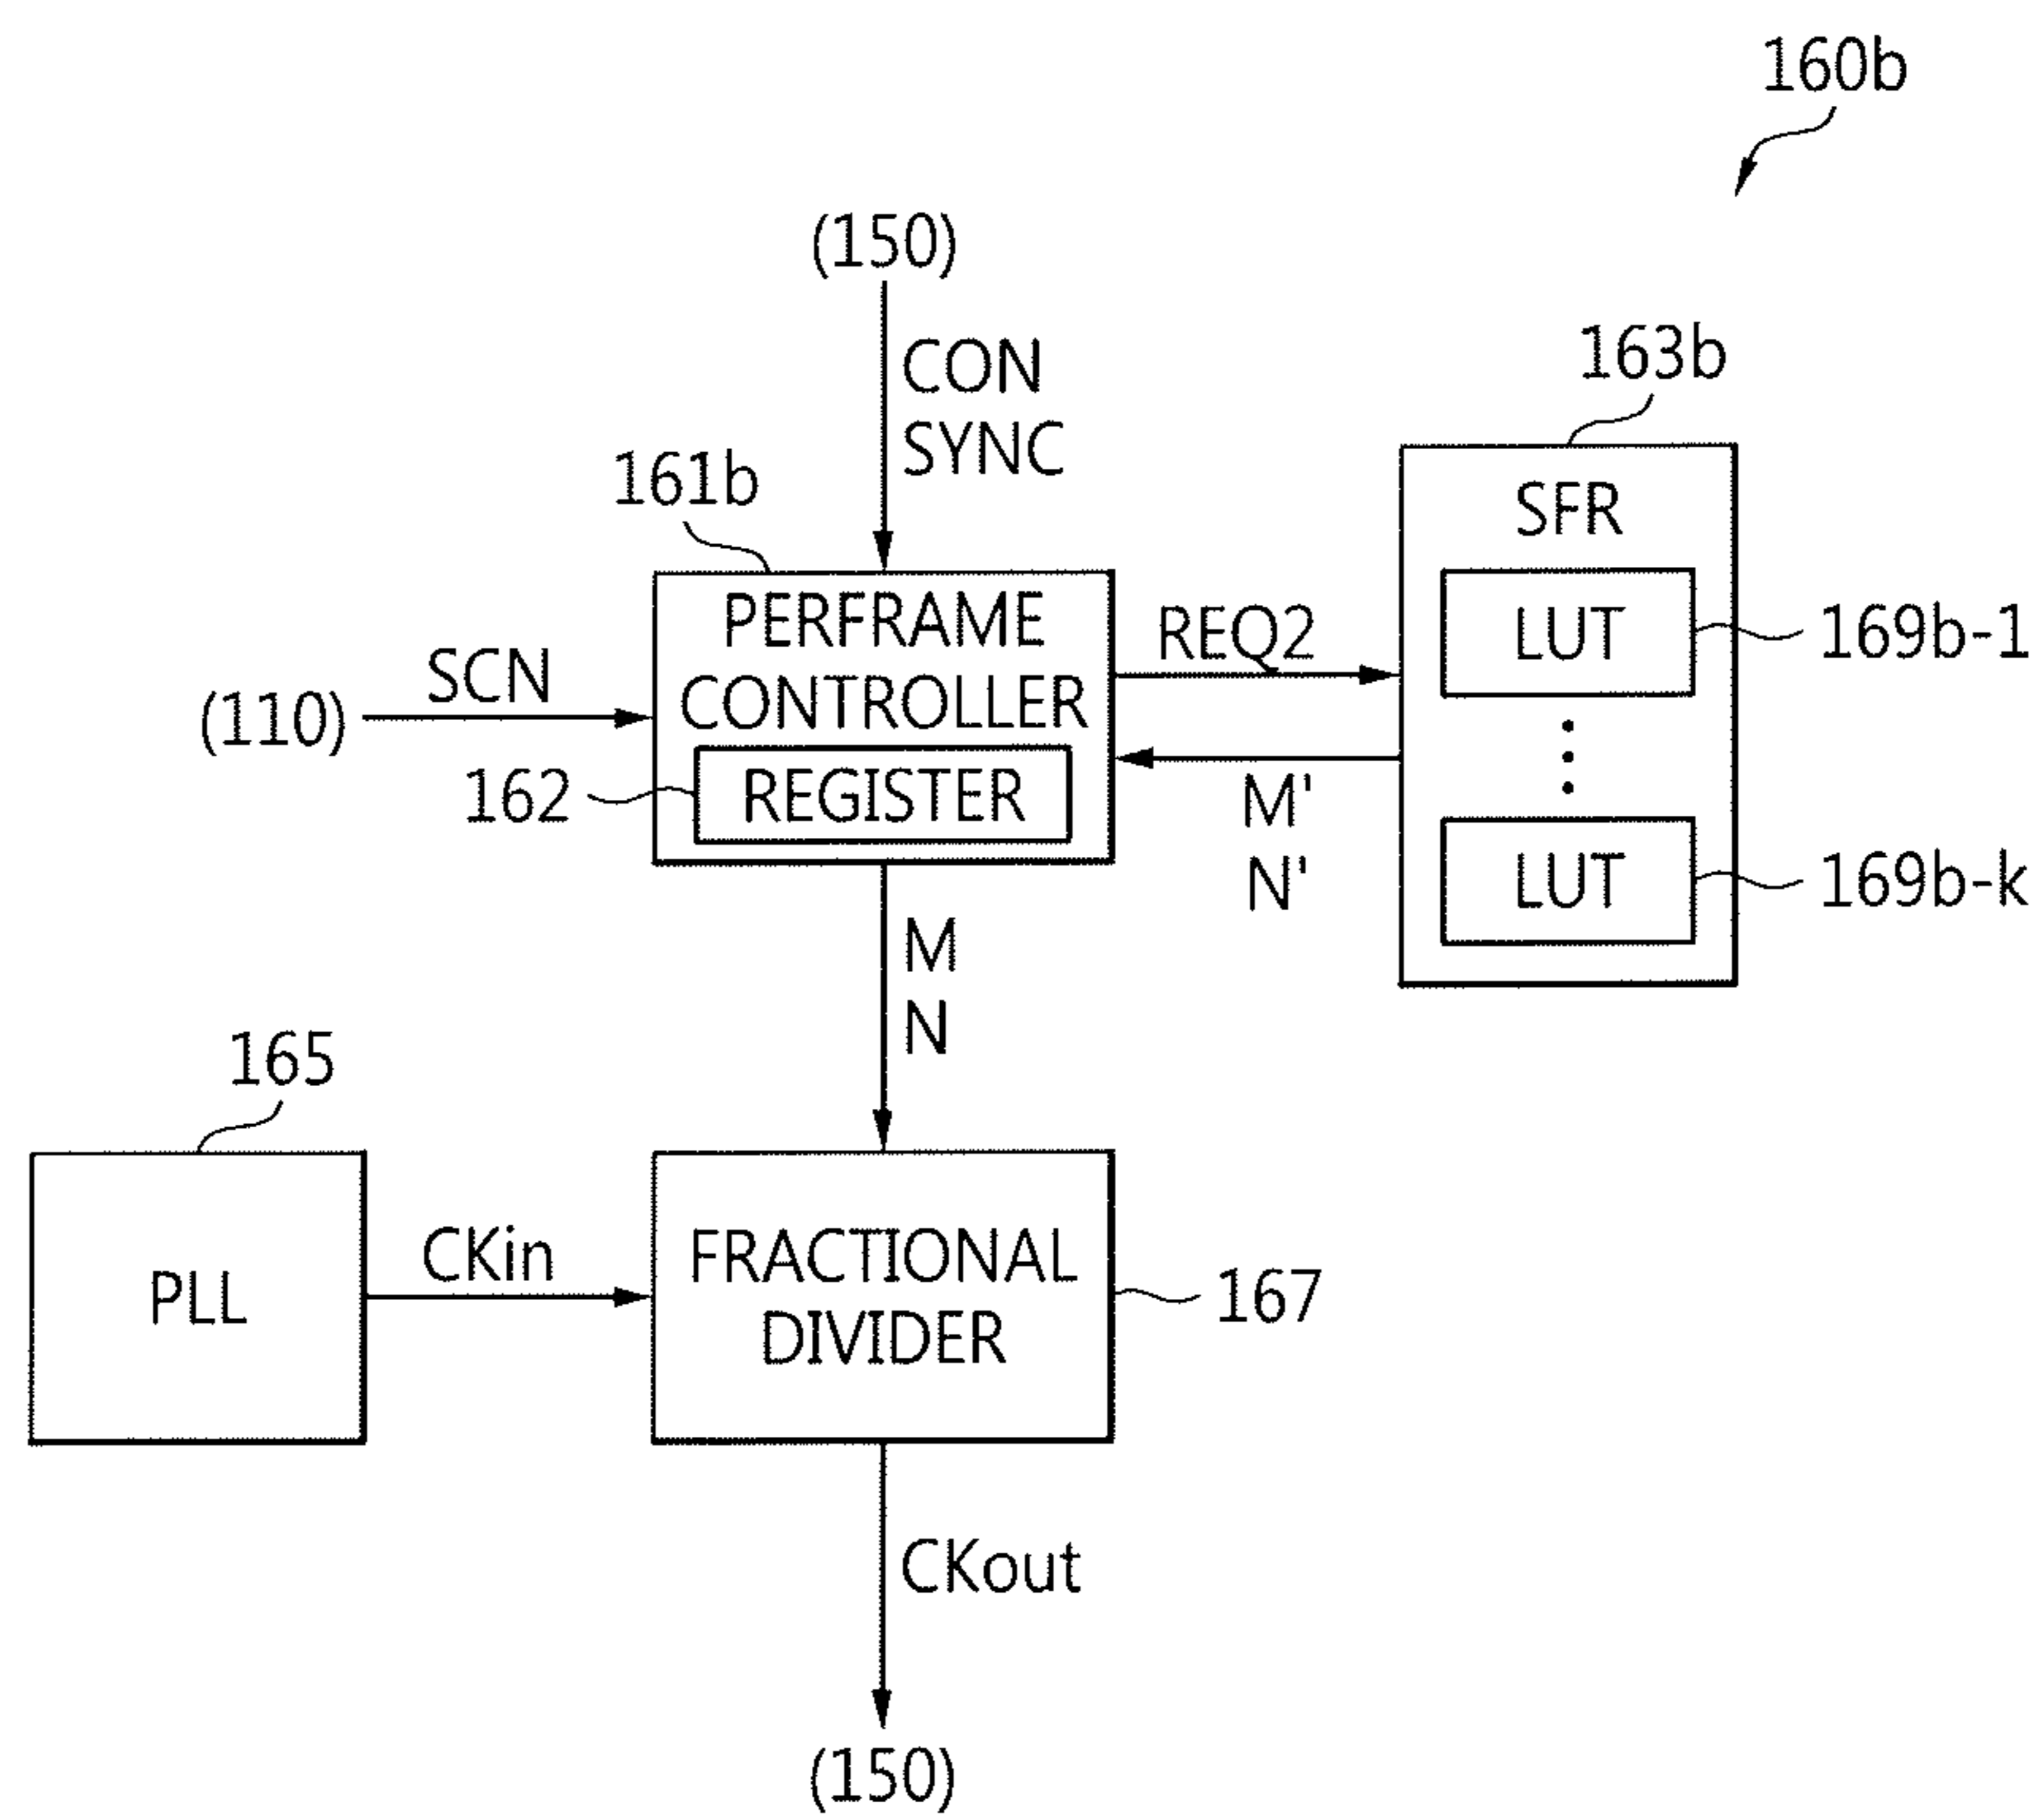 160b
(150)
CON
SYNC
163b
161b
SFR
PERFRAME
CONTROLLER
REGISTER
SCN
(110)
162
REQ2
M'
N'
LUT
169b-1
LUT
169b-k
M
N
165
PLL
CKin
FRACTIONAL
DIVIDER
167
CKout
(150)